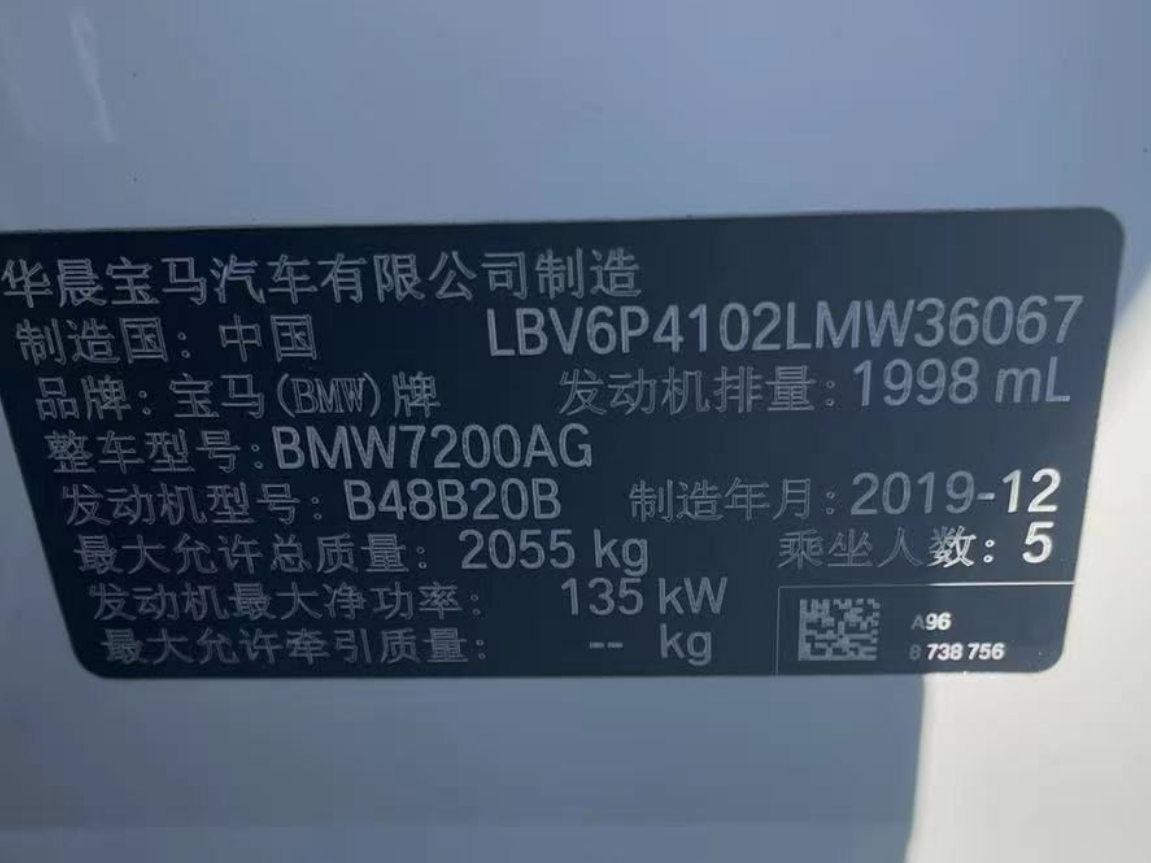 华晨宝马汽车有限公司制造
制造国：中国 LBV6P4102LMW36067
品牌：宝马(BMW)牌 发动机排量：1998 mL
整车型号：BMW7200AG
发动机型号：B48B20B 制造年月：2019-12
最大允许总质量：2055 kg 乘坐人数：5
发动机最大净功率：135 kW
最大允许牵引质量：-- kg
A96
8 738 756